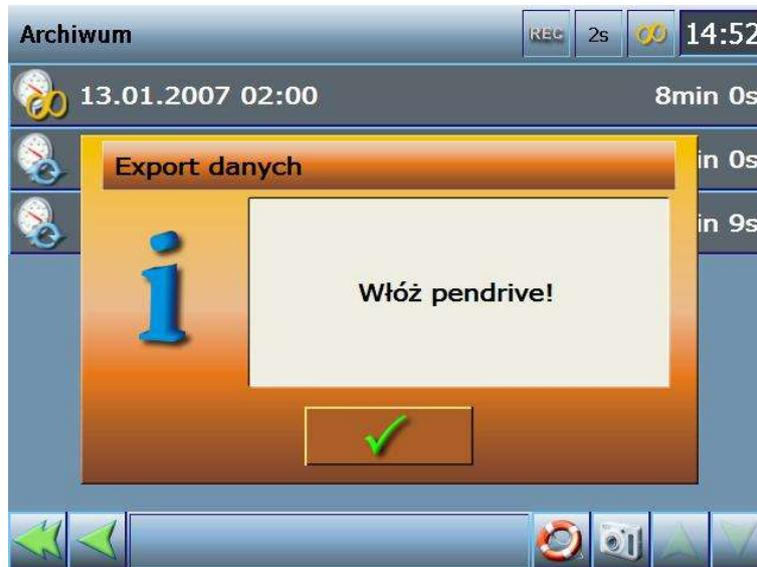 Archiwum REC 2s 14:52
13.01.2007 02:00 8min 0s
in 0s
in 9s
Export danych
Włóż pendrive!